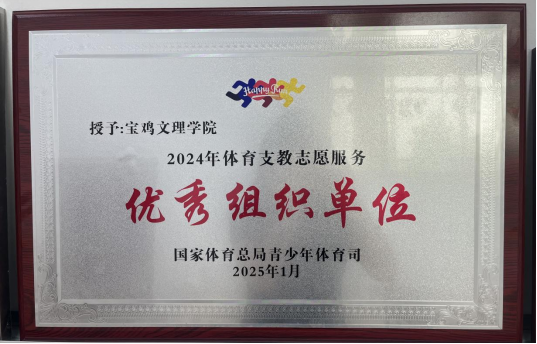 Happy Run
授予:宝鸡文理学院
2024年体育支教志愿服务
优秀组织单位
国家体育总局青少年体育司
2025年1月